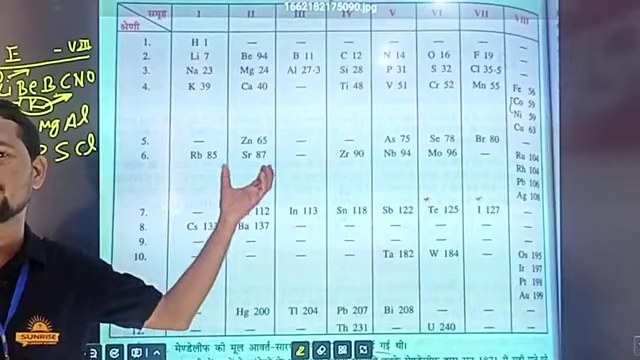 1662182175090.jpg
समूह I II III IV V VI VII VIII
श्रेणी
1. H 1 — — — — — — —
2. Li 7 Be 94 B 11 C 12 N 14 O 16 F 19 —
3. Na 23 Mg 24 Al 27·3 Si 28 P 31 S 32 Cl 35·5 —
4. K 39 Ca 40 — Ti 48 V 51 Cr 52 Mn 55 Fe 56
Co 59
Ni 59
Cu 63
5. — Zn 65 — — As 75 Se 78 Br 80 —
6. Rb 85 Sr 87 — Zr 90 Nb 94 Mo 96 — Ru 104
Rh 104
Pb 106
Ag 108
7. — 112 In 113 Sn 118 Sb 122 Te 125 I 127 —
8. Cs 133 Ba 137 — — — — — —
9. — — — — — — — —
10. — — — — Ta 182 W 184 — Os 195
Ir 197
Pt 198
Au 199
Hg 200 Tl 204 Pb 207 Bi 208 — —
12. — — — Th 231 — U 240 — —
मेण्डेलीफ की मूल आवर्त-सार गई थी।
I - VIII
Be B C N O
K
Mg Al
P S Cl
SUNRISE